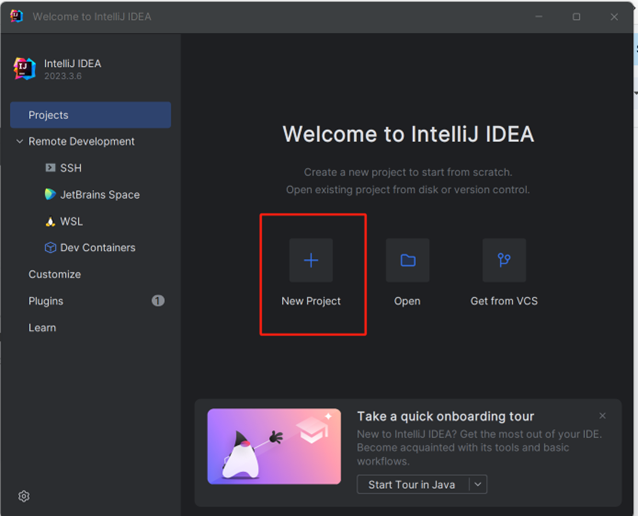 Welcome to IntelliJ IDEA
IntelliJ IDEA
2023.3.6
Projects
Remote Development
SSH
JetBrains Space
WSL
Dev Containers
Customize
Plugins
1
Learn
Welcome to IntelliJ IDEA
Create a new project to start from scratch.
Open existing project from disk or version control.
New Project
Open
Get from VCS
Take a quick onboarding tour
New to IntelliJ IDEA? Get the most out of your IDE.
Become acquainted with its tools and basic
workflows.
Start Tour in Java